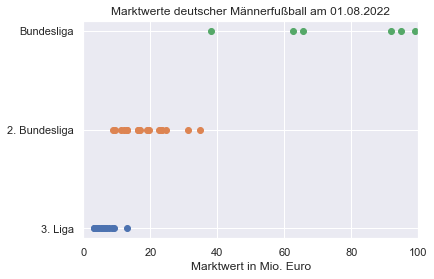 Marktwerte deutscher Männerfußball am 01.08.2022
Bundesliga
2. Bundesliga
3. Liga
0 20 40 60 80 100
Marktwert in Mio. Euro